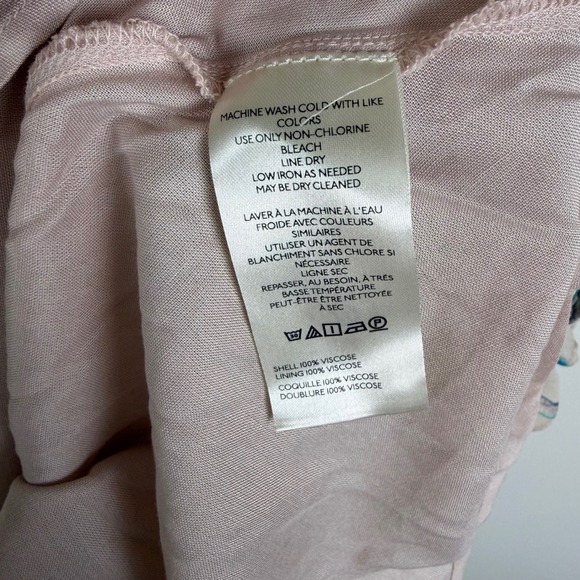 MACHINE WASH COLD WITH LIKE
COLORS
USE ONLY NON-CHLORINE
BLEACH
LINE DRY
LOW IRON AS NEEDED
MAY BE DRY CLEANED
LAVER À LA MACHINE À L'EAU
FROIDE AVEC COULEURS
SIMILAIRES
UTILISER UN AGENT DE
BLANCHIMENT SANS CHLORE SI
NÉCESSAIRE
LIGNE SEC
REPASSER, AU BESOIN, À TRÉS
BASSE TEMPÉRATURE
PEUT-ÊTRE ÊTRE NETTOYÉE
À SEC
SHELL 100% VISCOSE
LINING 100% VISCOSE
COQUILLE 100% VISCOSE
DOUBLURE 100% VISCOSE